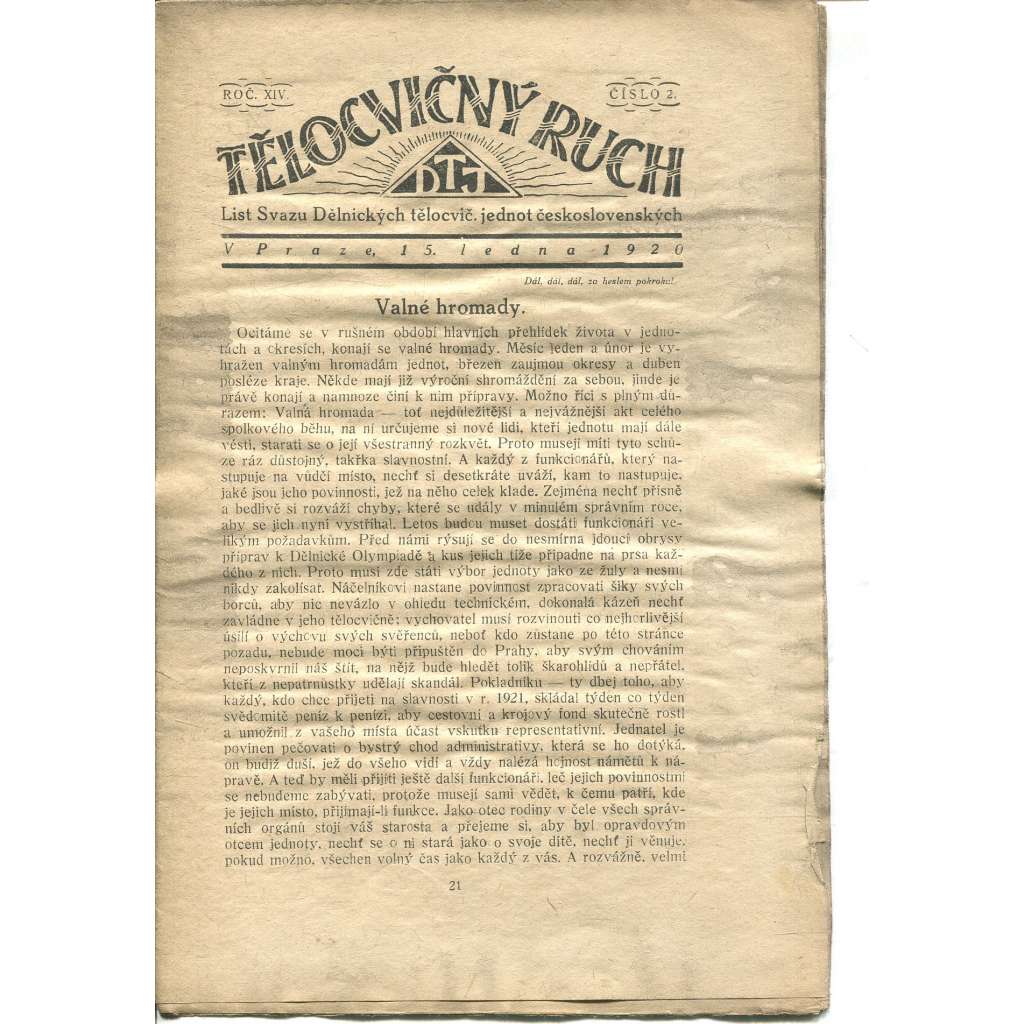 ROČ. XIV.
ČÍSLO 2.
TĚLOCVIČNÝ RUCH
DTJ
List Svazu Dělnických tělocvič. jednot československých
V Praze, 15. ledna 1920
Dál, dál, dál, za heslem pokroku!
Valné hromady.
Ocitáme se v rušném období hlavních přehlídek života v jedno-
tách a okresích, konají se valné hromady. Měsíc leden a únor je vy-
hražen valným hromadám jednot, březen zaujmou okresy a duben
posléze kraje. Někde mají již výroční shromáždění za sebou, jinde je
právě konají a namnoze činí k nim přípravy. Možno říci s plným dů-
razem: Valná hromada — toť nejdůležitější a nejvážnější akt celého
spolkového běhu, na ní určujeme si nové lidi, kteří jednotu mají dále
vésti, starati se o její všestranný rozkvět. Proto musejí míti tyto schů-
ze ráz důstojný, takřka slavnostní. A každý z funkcionářů, který na-
stupuje na vůdčí místo, nechť si desetkráte uváží, kam to nastupuje,
jaké jsou jeho povinnosti, jež na něho celek klade. Zejména nechť přísně
a bedlivě si rozváží chyby, které se udály v minulém správním roce,
aby se jich nyní vystříhal. Letos budou muset dostáti funkcionáři ve-
likým požadavkům. Před námi rýsují se do nesmírna jdoucí obrysy
příprav k Dělnické Olympiadě a kus jejich tíže připadne na prsa kaž-
dého z nich. Proto musí zde státi výbor jednoty jako ze žuly a nesmí
nikdy zakolísat. Náčelníkovi nastane povinnost zpracovati šiky svých
borců, aby nic nevázlo v ohledu technickém, dokonalá kázeň nechť
zavládne v jeho tělocvičně; vychovatel musí rozvinouti co nejhorlivější
úsilí o výchovu svých svěřenců, neboť kdo zůstane po této stránce
pozadu, nebude moci býti připuštěn do Prahy, aby svým chováním
neposkvrnil náš štít, na nějž bude hledět tolik škarohlídů a nepřátel,
kteří z nepatrnůstky udělají skandál. Pokladníku — ty dbej toho, aby
každý, kdo chce přijeti na slavnosti v r. 1921, skládal týden co týden
svědomitě peníz k penízi, aby cestovní a krojový fond skutečně rostl
a umožnil z vašeho místa účast vskutku representativní. Jednatel je
povinen pečovati o bystrý chod administrativy, která se ho dotýká,
on budiž duší, jež do všeho vidí a vždy nalézá hojnost námětů k ná-
pravě. A teď by měli přijíti ještě další funkcionáři, leč jejich povinnostmi
se nebudeme zabývati, protože musejí sami vědět, k čemu patří, kde
je jejich místo, přijímají-li funkce. Jako otec rodiny v čele všech správ-
ních orgánů stojí váš starosta a přejeme si, aby byl opravdovým
otcem jednoty, nechť se o ni stará jako o svoje dítě, nechť jí věnuje,
pokud možno, všechen volný čas jako každý z vás. A rozvážně, velmi
21